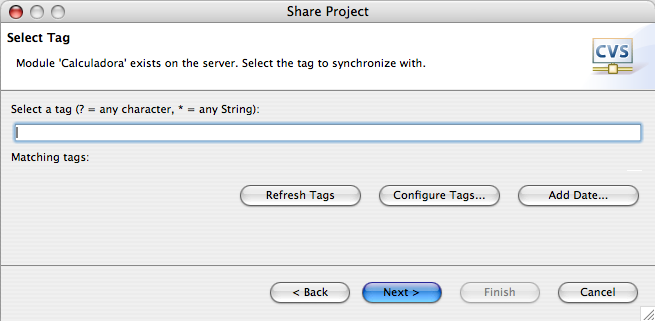 Share Project
Select Tag
Module 'Calculadora' exists on the server. Select the tag to synchronize with.
CVS
Select a tag (? = any character, * = any String):
Matching tags:
Refresh Tags Configure Tags... Add Date...
< Back Next > Finish Cancel